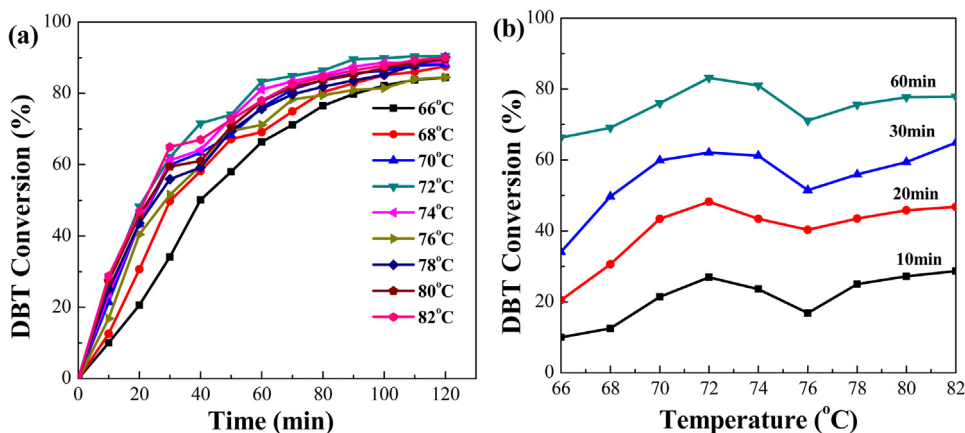 (a)
DBT Conversion (%)
100
80
60
40
20
0
66°C
68°C
70°C
72°C
74°C
76°C
78°C
80°C
82°C
0 20 40 60 80 100 120
Time (min)
(b)
DBT Conversion (%)
100
80
60
40
20
0
60min
30min
20min
10min
66 68 70 72 74 76 78 80 82
Temperature (°C)